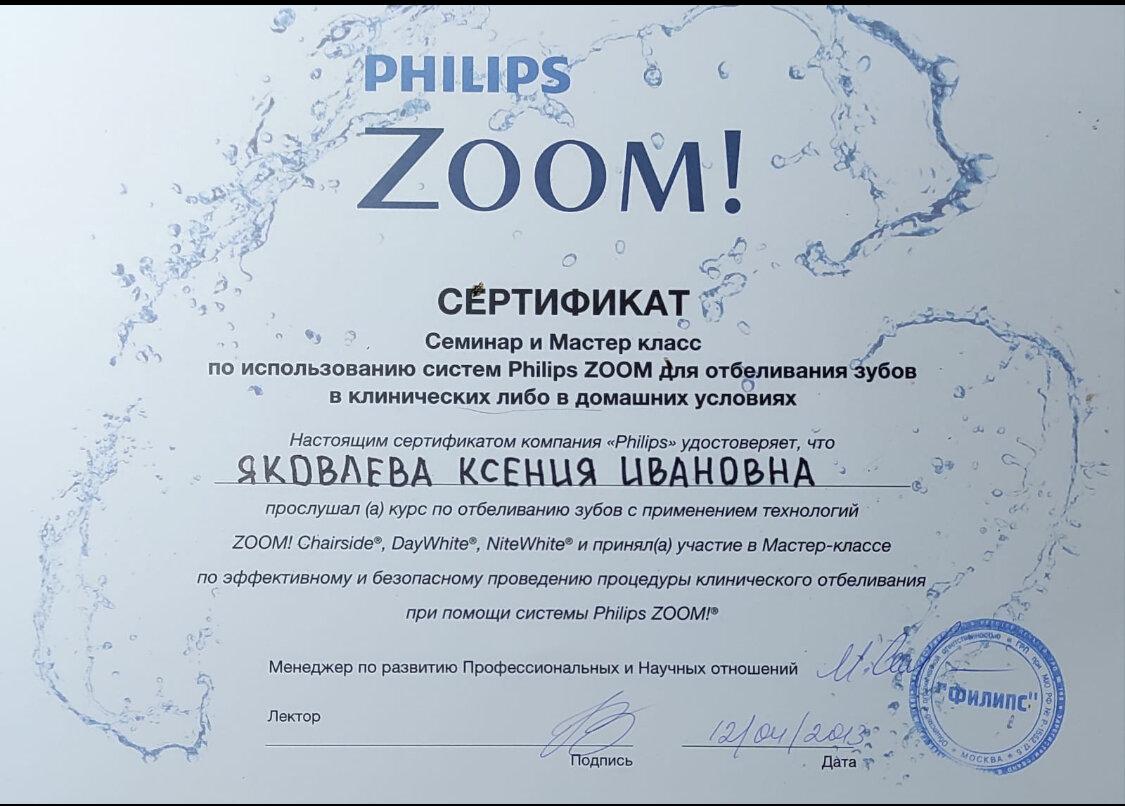 PHILIPS
ZOOM!
СЕРТИФИКАТ
Семинар и Мастер класс
по использованию систем Philips ZOOM для отбеливания зубов
в клинических либо в домашних условиях
Настоящим сертификатом компания «Philips» удостоверяет, что
ЯКОВЛЕВА КСЕНИЯ ИВАНОВНА
прослушал (а) курс по отбеливанию зубов с применением технологий
ZOOM! Chairside®, DayWhite®, NiteWhite® и принял(а) участие в Мастер-классе
по эффективному и безопасному проведению процедуры клинического отбеливания
при помощи системы Philips ZOOM!®
Менеджер по развитию Профессиональных и Научных отношений
Лектор
12/04/2013
Подпись
Дата
"ФИЛИПС"
МОСКВА